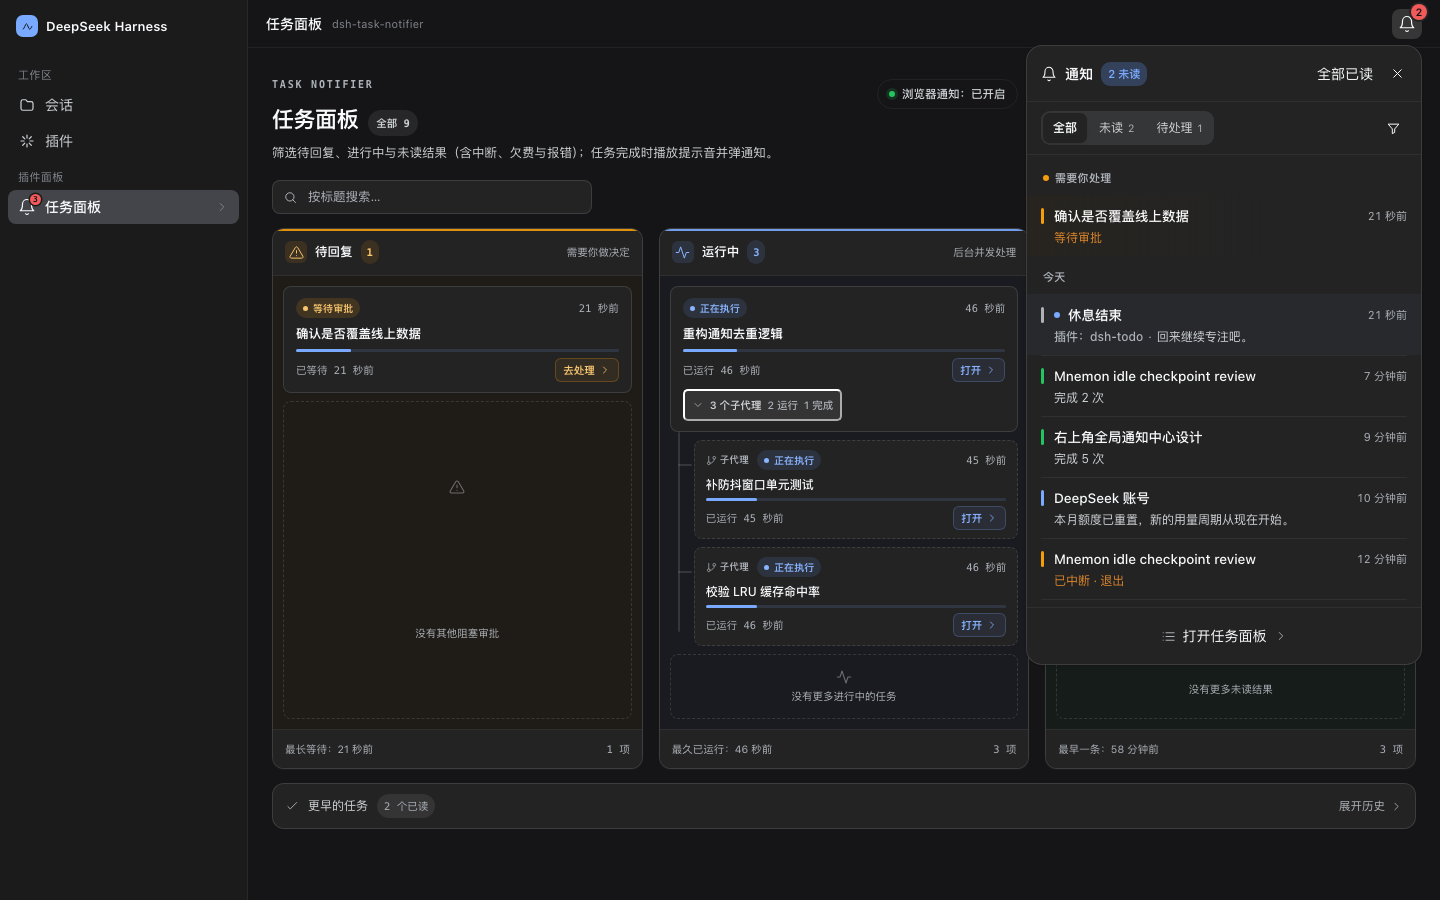 DeepSeek Harness
工作区
会话
插件
插件面板
3
任务面板
任务面板 dsh-task-notifier
2
TASK NOTIFIER
任务面板 全部 9
浏览器通知：已开启
筛选待回复、进行中与未读结果（含中断、欠费与报错）；任务完成时播放提示音并弹通知。
按标题搜索...
待回复 1 需要你做决定
等待审批 21 秒前
确认是否覆盖线上数据
已等待 21 秒前 去处理
没有其他阻塞审批
最长等待：21 秒前 1 项
运行中 3 后台并发处理
正在执行 46 秒前
重构通知去重逻辑
已运行 46 秒前 打开
3 个子代理 2 运行 1 完成
子代理 正在执行 45 秒前
补防抖窗口单元测试
已运行 45 秒前 打开
子代理 正在执行 46 秒前
校验 LRU 缓存命中率
已运行 46 秒前 打开
没有更多进行中的任务
最久已运行：46 秒前 3 项
通知 2 未读 全部已读
全部 未读 2 待处理 1
需要你处理
确认是否覆盖线上数据 21 秒前
等待审批
今天
休息结束 21 秒前
插件：dsh-todo · 回来继续专注吧。
Mnemon idle checkpoint review 7 分钟前
完成 2 次
右上角全局通知中心设计 9 分钟前
完成 5 次
DeepSeek 账号 10 分钟前
本月额度已重置，新的用量周期从现在开始。
Mnemon idle checkpoint review 12 分钟前
已中断 · 退出
打开任务面板
没有更多未读结果
最早一条：58 分钟前 3 项
更早的任务 2 个已读 展开历史